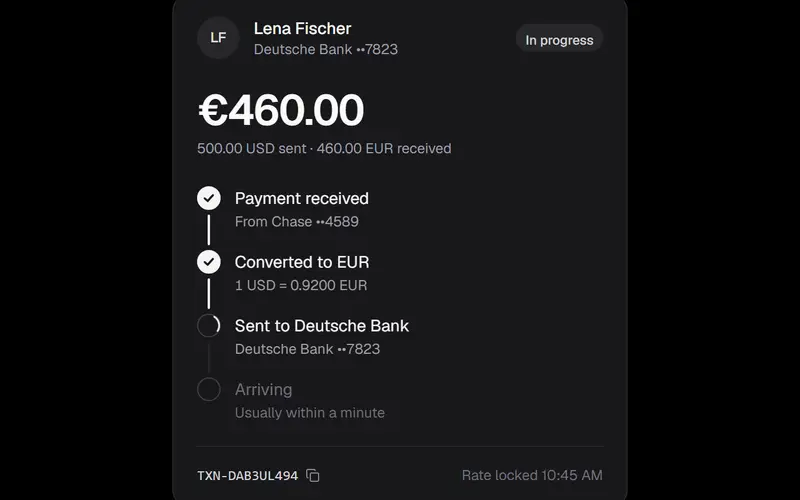 LF
Lena Fischer
Deutsche Bank ••7823
In progress
€460.00
500.00 USD sent · 460.00 EUR received
Payment received
From Chase ••4589
Converted to EUR
1 USD = 0.9200 EUR
Sent to Deutsche Bank
Deutsche Bank ••7823
Arriving
Usually within a minute
TXN-DAB3UL494
Rate locked 10:45 AM